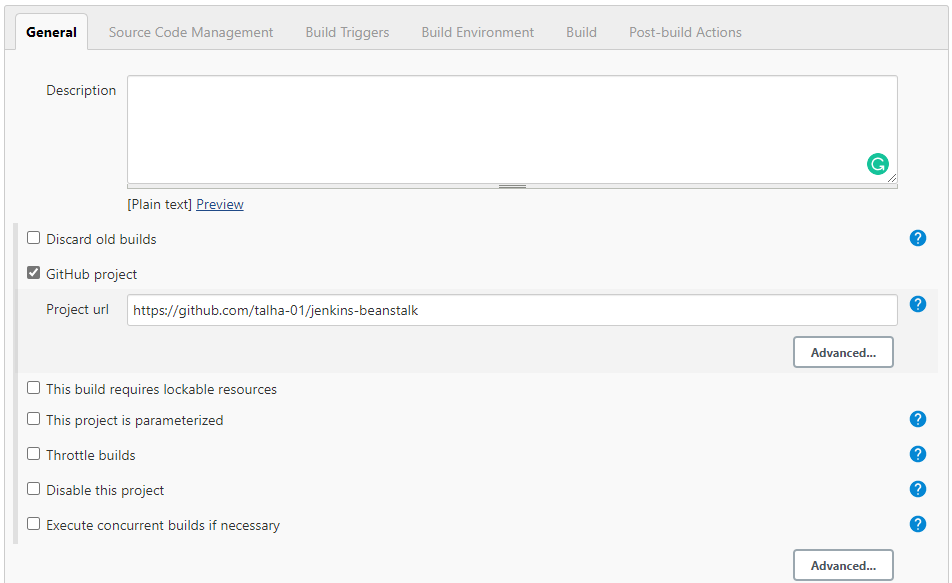 General Source Code Management Build Triggers Build Environment Build Post-build Actions
Description
[Plain text] Preview
Discard old builds
GitHub project
Project url https://github.com/talha-01/jenkins-beanstalk
Advanced...
This build requires lockable resources
This project is parameterized
Throttle builds
Disable this project
Execute concurrent builds if necessary
Advanced...